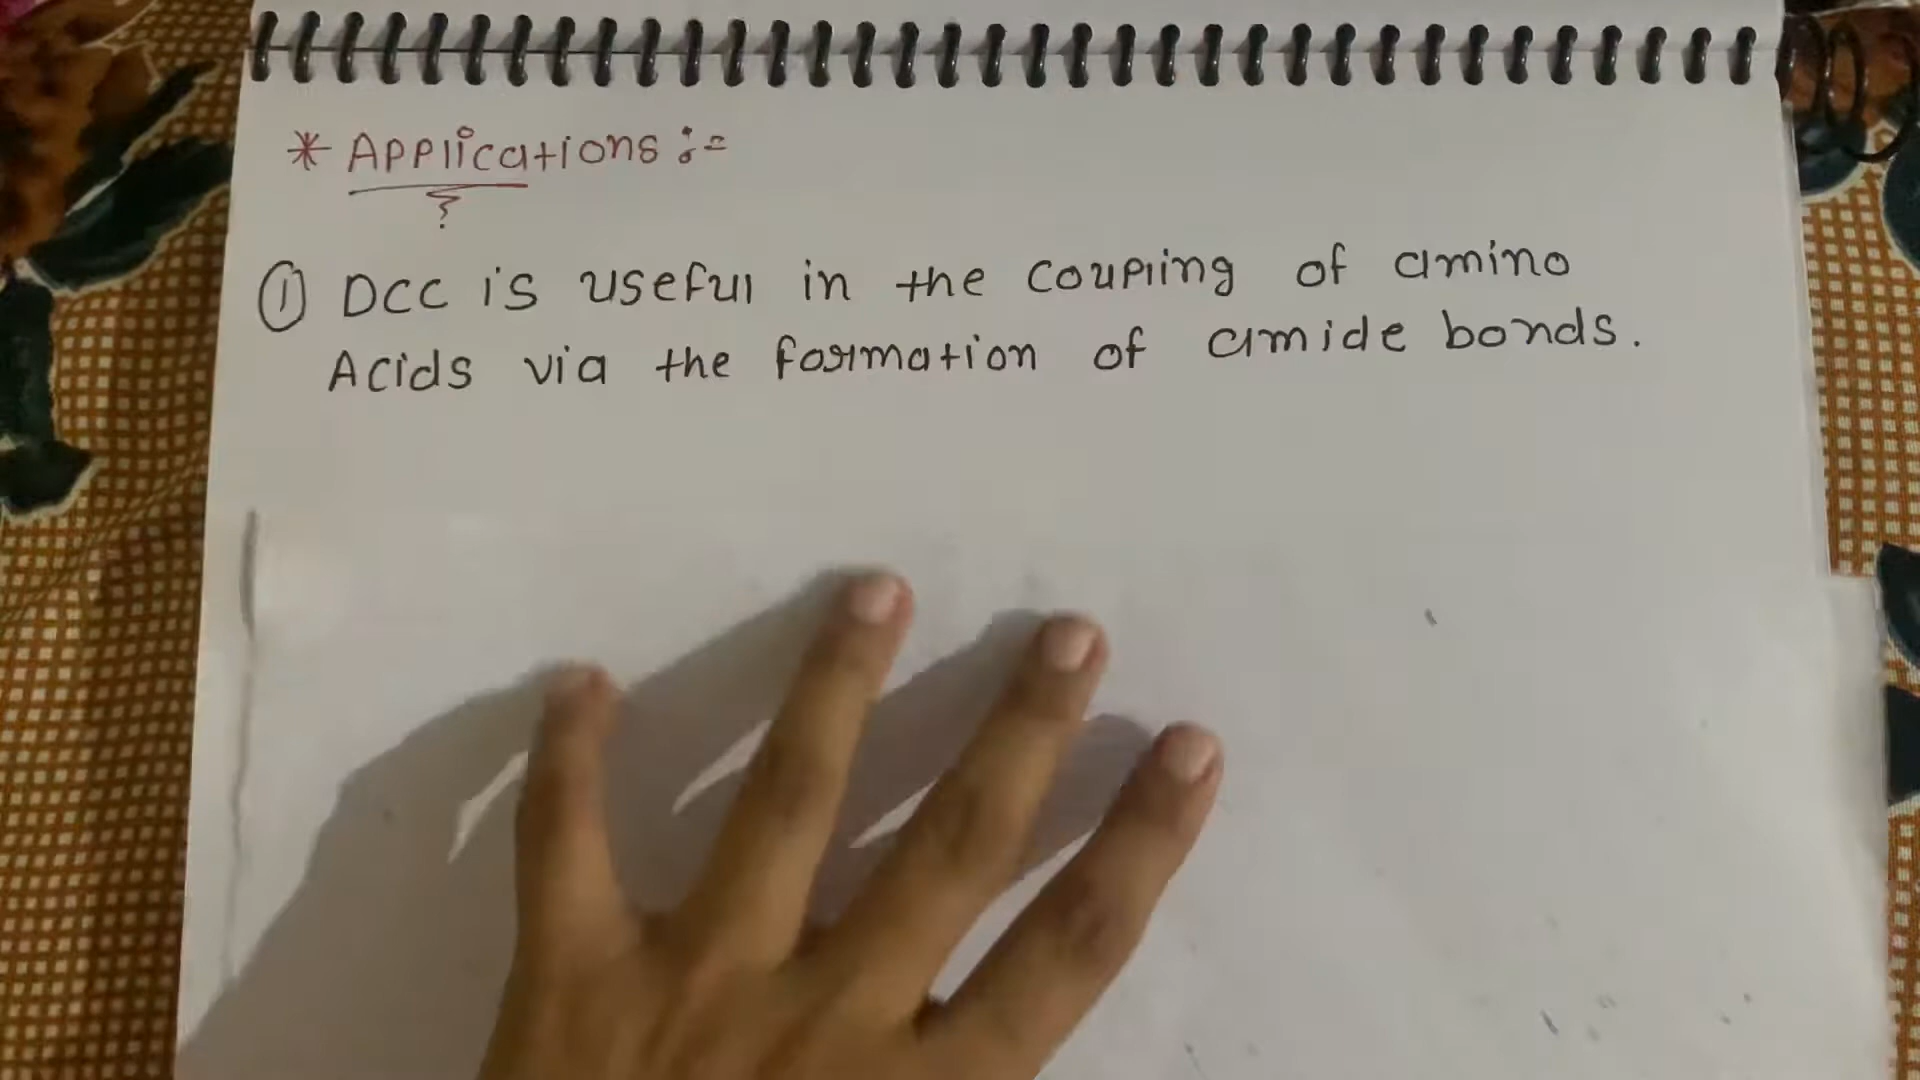 * Applications :-
① DCC is useful in the coupling of amino
Acids via the formation of amide bonds.